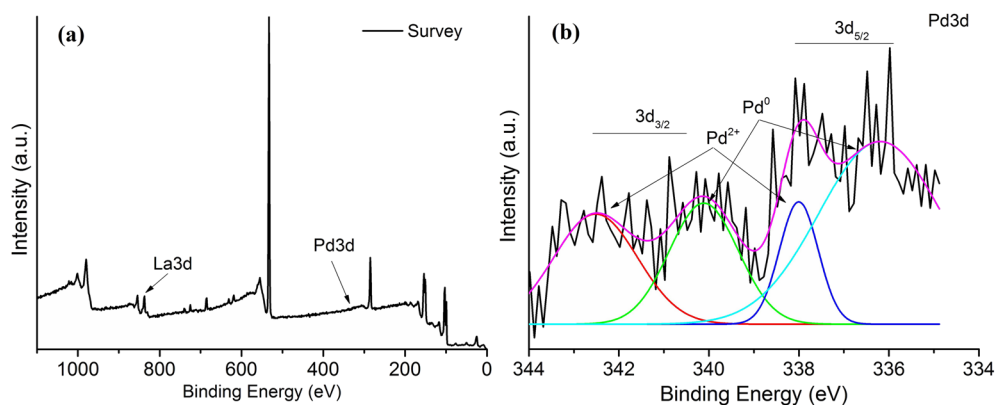 (a)
Survey
La3d
Pd3d
Intensity (a.u.)
1000 800 600 400 200 0
Binding Energy (eV)
(b)
Pd3d
3d5/2
3d3/2
Pd0
Pd2+
Intensity (a.u.)
344 342 340 338 336 334
Binding Energy (eV)